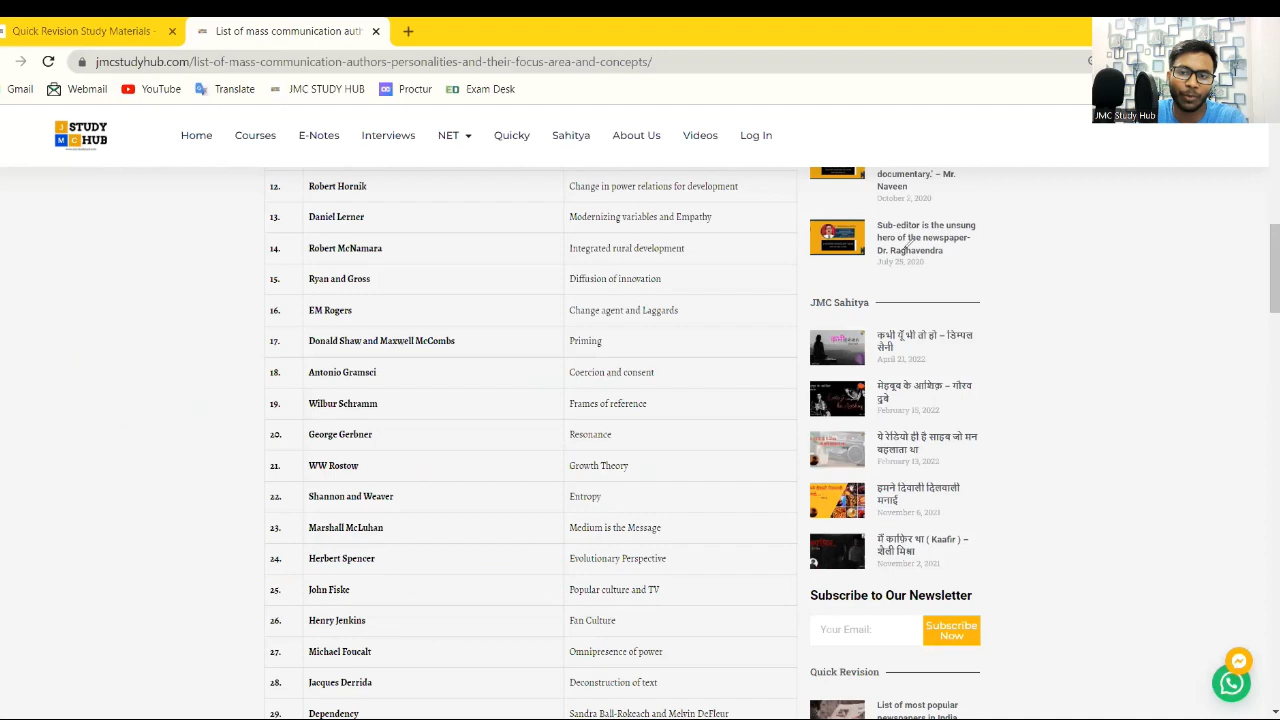 Quick Revision Study Materials -
List of mass communication auth
jmcstudyhub.com/list-of-mass-communication-authors-personalities-with-their-focus-area-and-concepts/
Gmail Webmail YouTube Translate JMC STUDY HUB Proctur Exam Desk
STUDY
HUB
J
M C
Home Courses E-Notes Interviews NET Quicky Sahitya About Us Videos Log In
JMC Study Hub
12. Robert Hornik Change in power relations for development
13. Daniel Lerner Modernizing variables and Empathy
14. Robert McNamara Integrated rural development
15. Ryan and Gross Diffusion of innovation
16. EM Rogers Change agent and Laggards
17. Donald Shaw and Maxwell McCombs Priming
18. Antonio Gramsci Coercion and consent
19. Wilbur Schramm Frame of reference
20. George Gerbner Resonance
21. WW Rostow Growth Theory
22. Shannon and Weaver Entropy
23. Marshall McLuhan Medium is the Message
24. Herbert Spencer Evolutionary Perspective
25. John Fiske Popular culture and TV
26. Henry Jenkins Fan Culture
27. Michael Foucalt Omnipresence of power
28. Jacques Derrida Deconstruction of text
29. Dependency Sandra Ball-Rokeach and Melvin DeFleur
documentary.' – Mr.
Naveen
October 2, 2020
Sub-editor is the unsung
hero of the newspaper-
Dr. Raghavendra
July 25, 2020
JMC Sahitya
कभी यूँ भी तो हो – डिम्पल
सैनी
April 21, 2022
मेहबूब के आशिक़ – गौरव
दुबे
February 15, 2022
ये रेडियो ही है साहब जो मन
बहलाता था
February 13, 2022
हमने दिवाली दिलवाली
मनाई
November 6, 2021
मैं काफ़िर था ( Kaafir ) –
शैली मिश्रा
November 2, 2021
Subscribe to Our Newsletter
Your Email:
Subscribe
Now
Quick Revision
List of most popular
newspapers in India